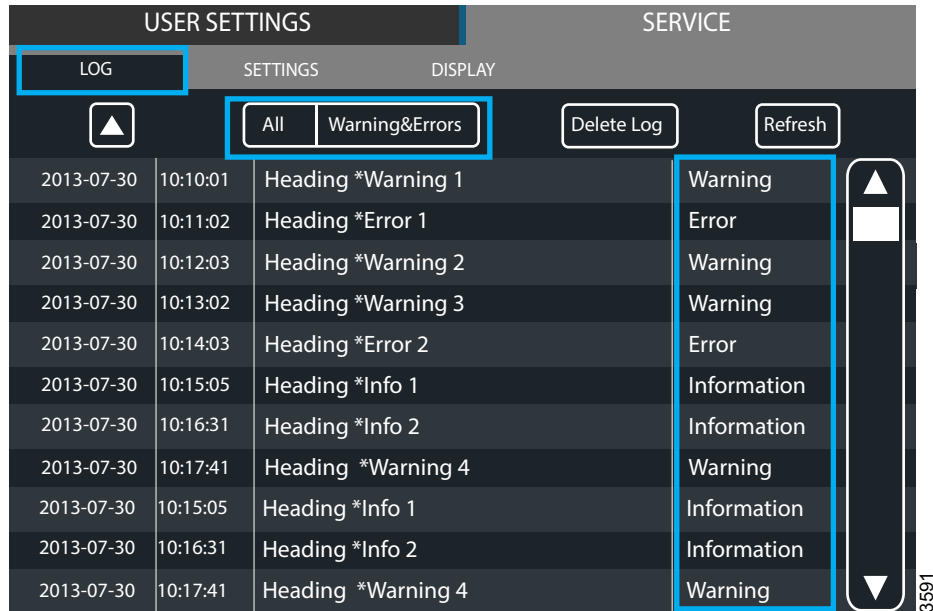 USER SETTINGS SERVICE
LOG SETTINGS DISPLAY
All Warning&Errors Delete Log Refresh
2013-07-30 10:10:01 Heading *Warning 1 Warning
2013-07-30 10:11:02 Heading *Error 1 Error
2013-07-30 10:12:03 Heading *Warning 2 Warning
2013-07-30 10:13:02 Heading *Warning 3 Warning
2013-07-30 10:14:03 Heading *Error 2 Error
2013-07-30 10:15:05 Heading *Info 1 Information
2013-07-30 10:16:31 Heading *Info 2 Information
2013-07-30 10:17:41 Heading *Warning 4 Warning
2013-07-30 10:15:05 Heading *Info 1 Information
2013-07-30 10:16:31 Heading *Info 2 Information
2013-07-30 10:17:41 Heading *Warning 4 Warning
3591